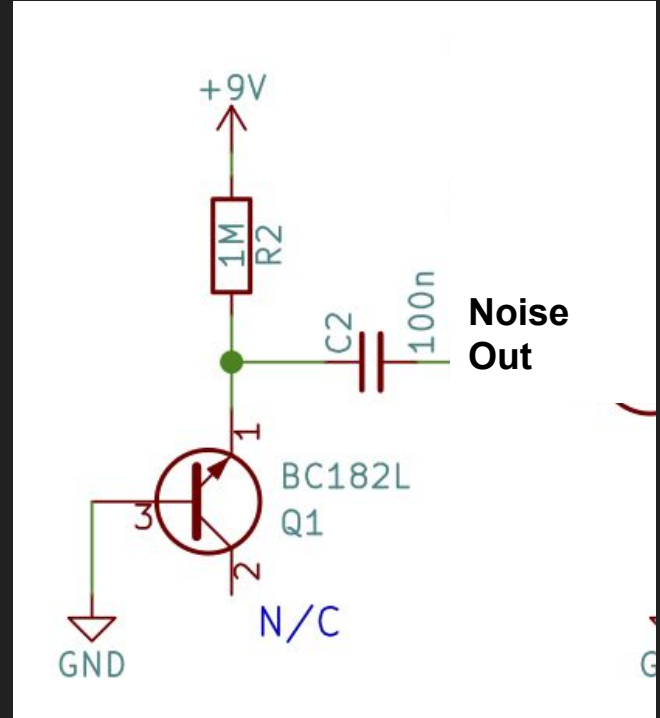 +9V
1M
R2
C2
100n
Noise
Out
1
BC182L
3
Q1
2
N/C
GND
G